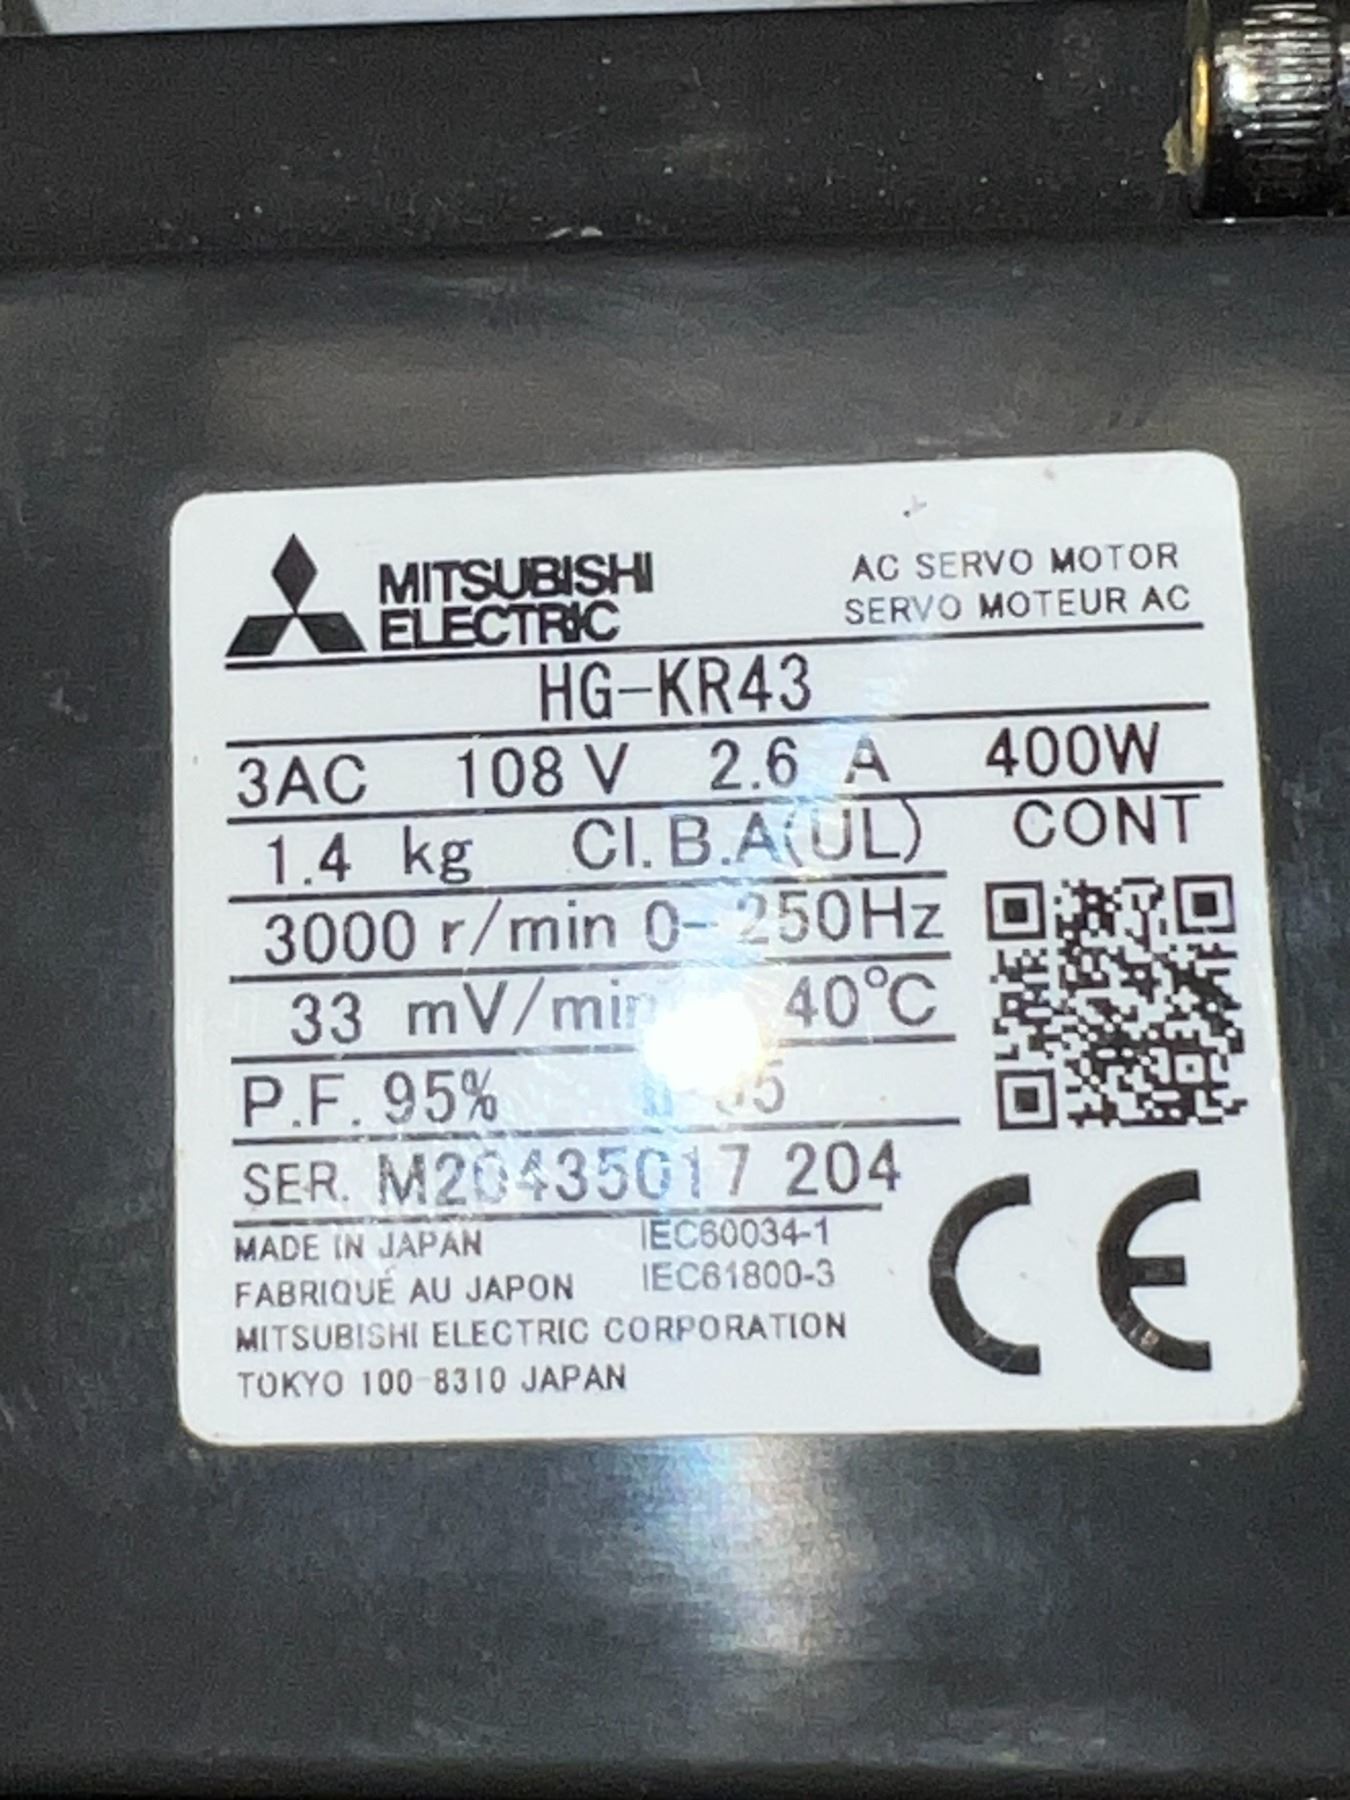 MITSUBISHI
ELECTRIC
AC SERVO MOTOR
SERVO MOTEUR AC
HG-KR43
3AC 108 V 2.6 A 400W
1.4 kg Cl.B.A(UL) CONT
3000 r/min 0-250Hz
33 mV/min 40°C
P.F. 95%
SER. M20435017 204
MADE IN JAPAN IEC60034-1
FABRIQUÉ AU JAPON IEC61800-3
MITSUBISHI ELECTRIC CORPORATION
TOKYO 100-8310 JAPAN
CE